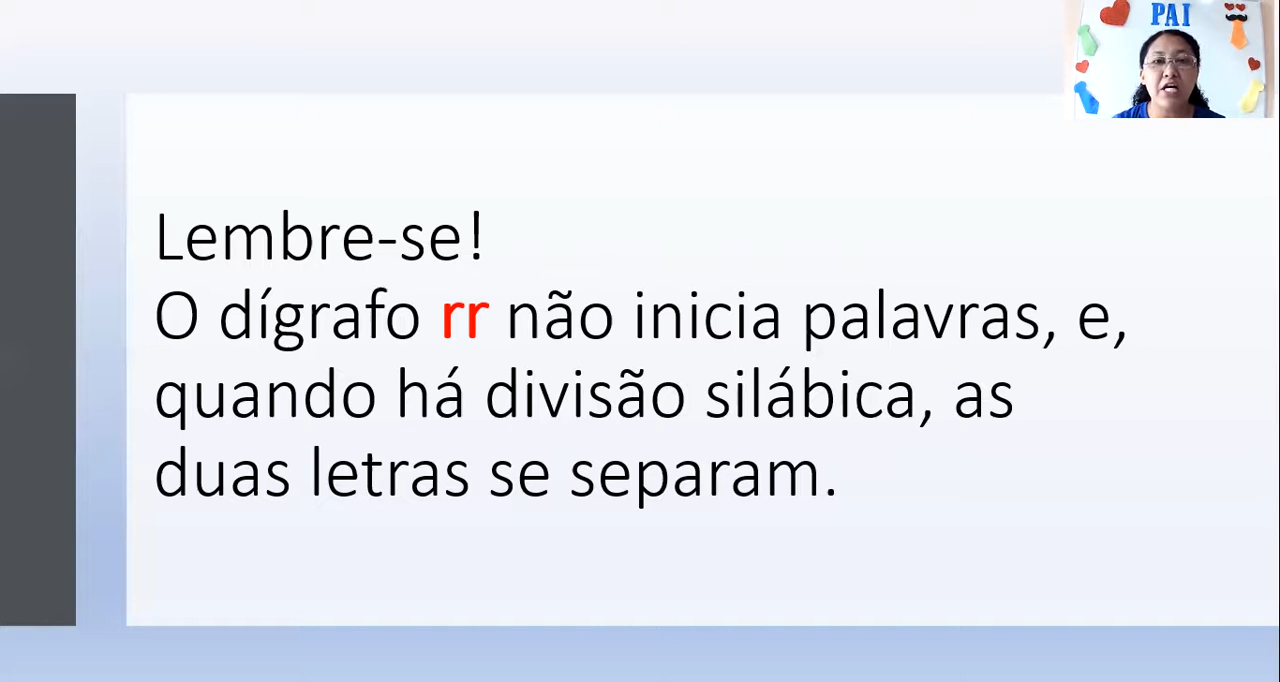 PAI
Lembre-se!
O dígrafo rr não inicia palavras, e,
quando há divisão silábica, as
duas letras se separam.